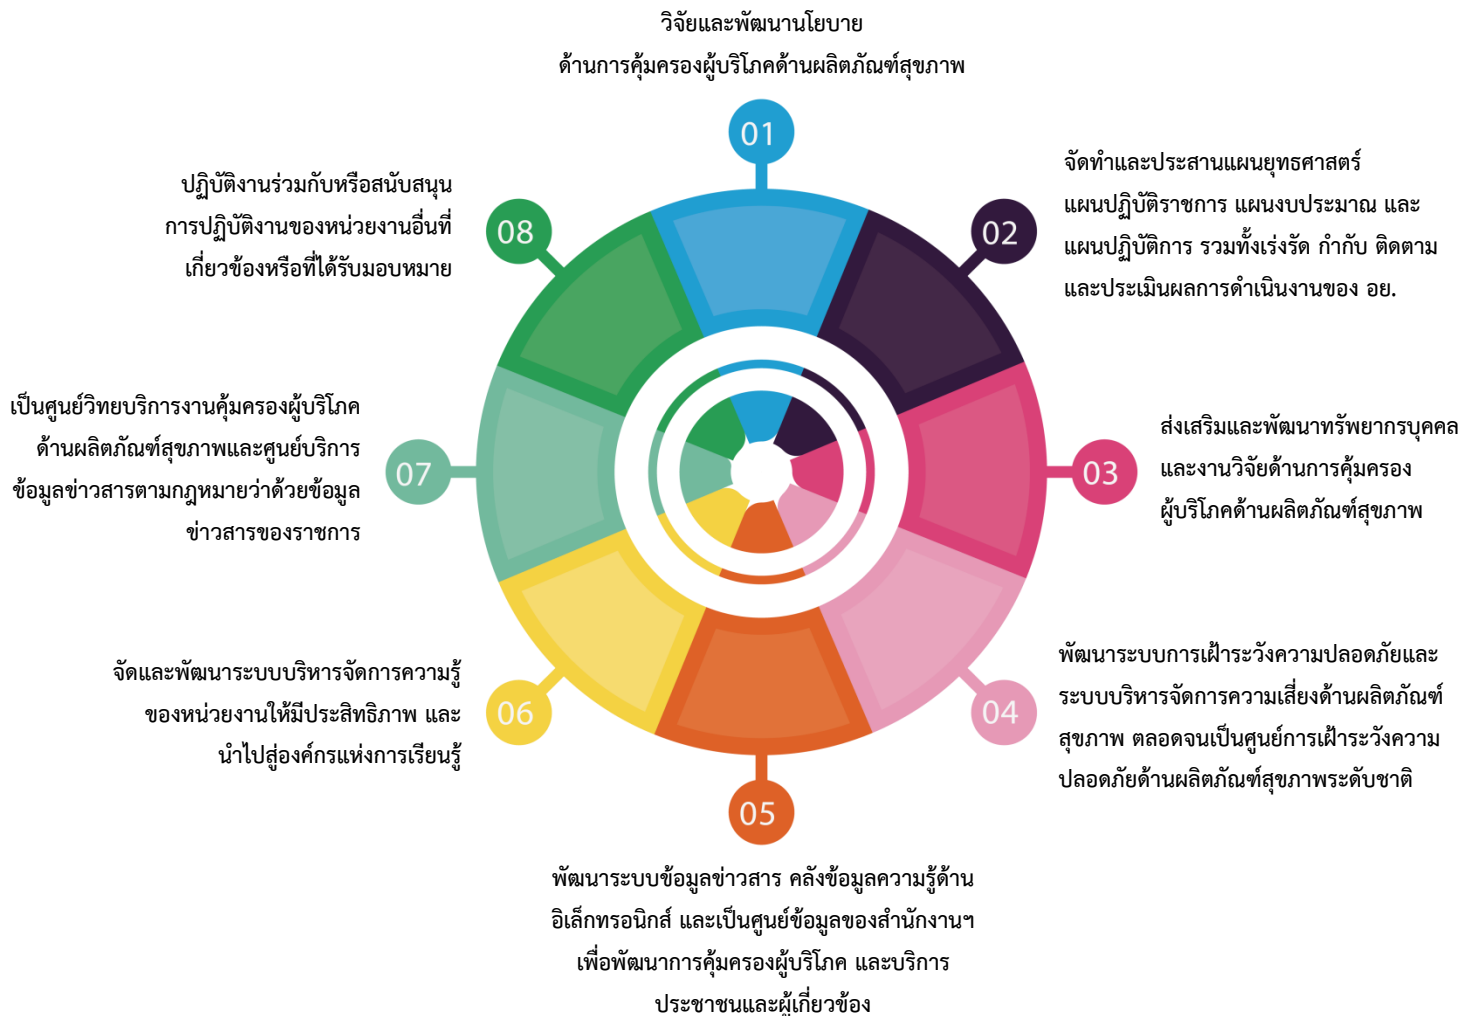 วิจัยและพัฒนานโยบาย
ด้านการคุ้มครองผู้บริโภคด้านผลิตภัณฑ์สุขภาพ
01
จัดทำและประสานแผนยุทธศาสตร์
แผนปฏิบัติราชการ แผนงบประมาณ และ
แผนปฏิบัติการ รวมทั้งเร่งรัด กำกับ ติดตาม
และประเมินผลการดำเนินงานของ อย.
02
ส่งเสริมและพัฒนาทรัพยากรบุคคล
และงานวิจัยด้านการคุ้มครอง
ผู้บริโภคด้านผลิตภัณฑ์สุขภาพ
03
พัฒนาระบบการเฝ้าระวังความปลอดภัยและ
ระบบบริหารจัดการความเสี่ยงด้านผลิตภัณฑ์
สุขภาพ ตลอดจนเป็นศูนย์การเฝ้าระวังความ
ปลอดภัยด้านผลิตภัณฑ์สุขภาพระดับชาติ
04
05
พัฒนาระบบข้อมูลข่าวสาร คลังข้อมูลความรู้ด้าน
อิเล็กทรอนิกส์ และเป็นศูนย์ข้อมูลของสำนักงานฯ
เพื่อพัฒนาการคุ้มครองผู้บริโภค และบริการ
ประชาชนและผู้เกี่ยวข้อง
06
จัดและพัฒนาระบบบริหารจัดการความรู้
ของหน่วยงานให้มีประสิทธิภาพ และ
นำไปสู่องค์กรแห่งการเรียนรู้
07
เป็นศูนย์วิทยบริการงานคุ้มครองผู้บริโภค
ด้านผลิตภัณฑ์สุขภาพและศูนย์บริการ
ข้อมูลข่าวสารตามกฎหมายว่าด้วยข้อมูล
ข่าวสารของราชการ
08
ปฏิบัติงานร่วมกับหรือสนับสนุน
การปฏิบัติงานของหน่วยงานอื่นที่
เกี่ยวข้องหรือที่ได้รับมอบหมาย